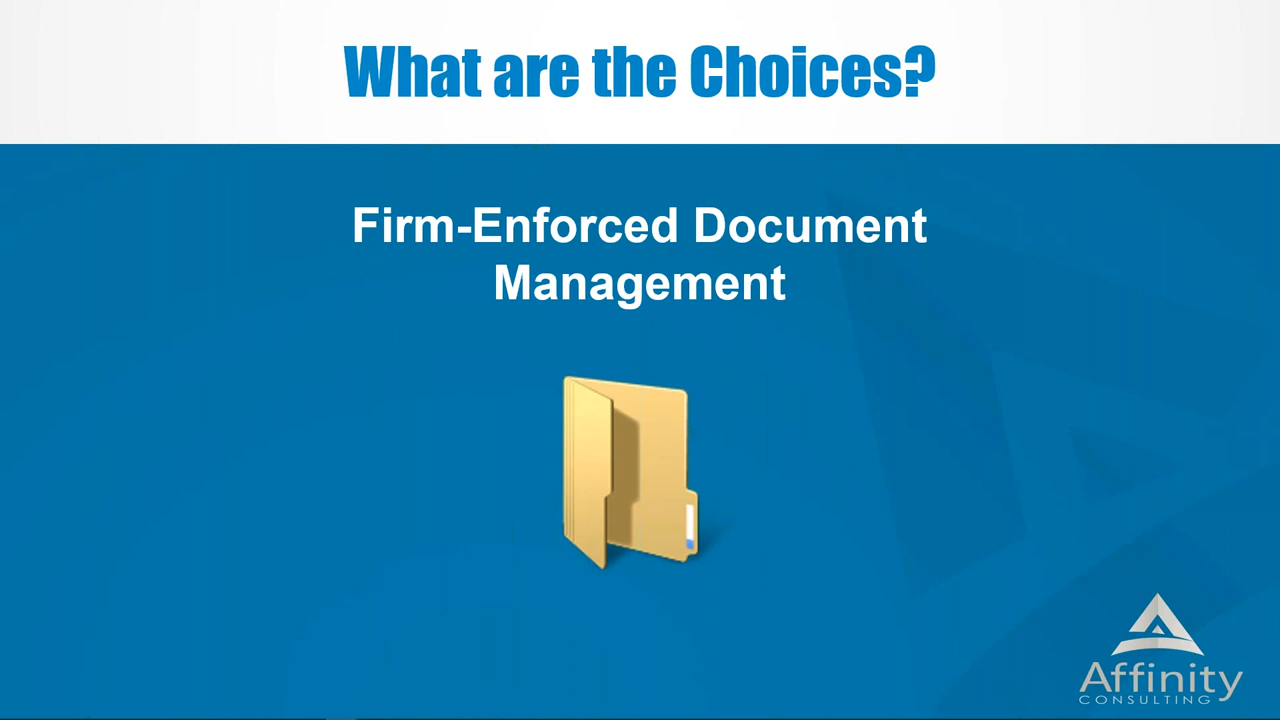 What are the Choices?
Firm-Enforced Document
Management
Affinity
CONSULTING